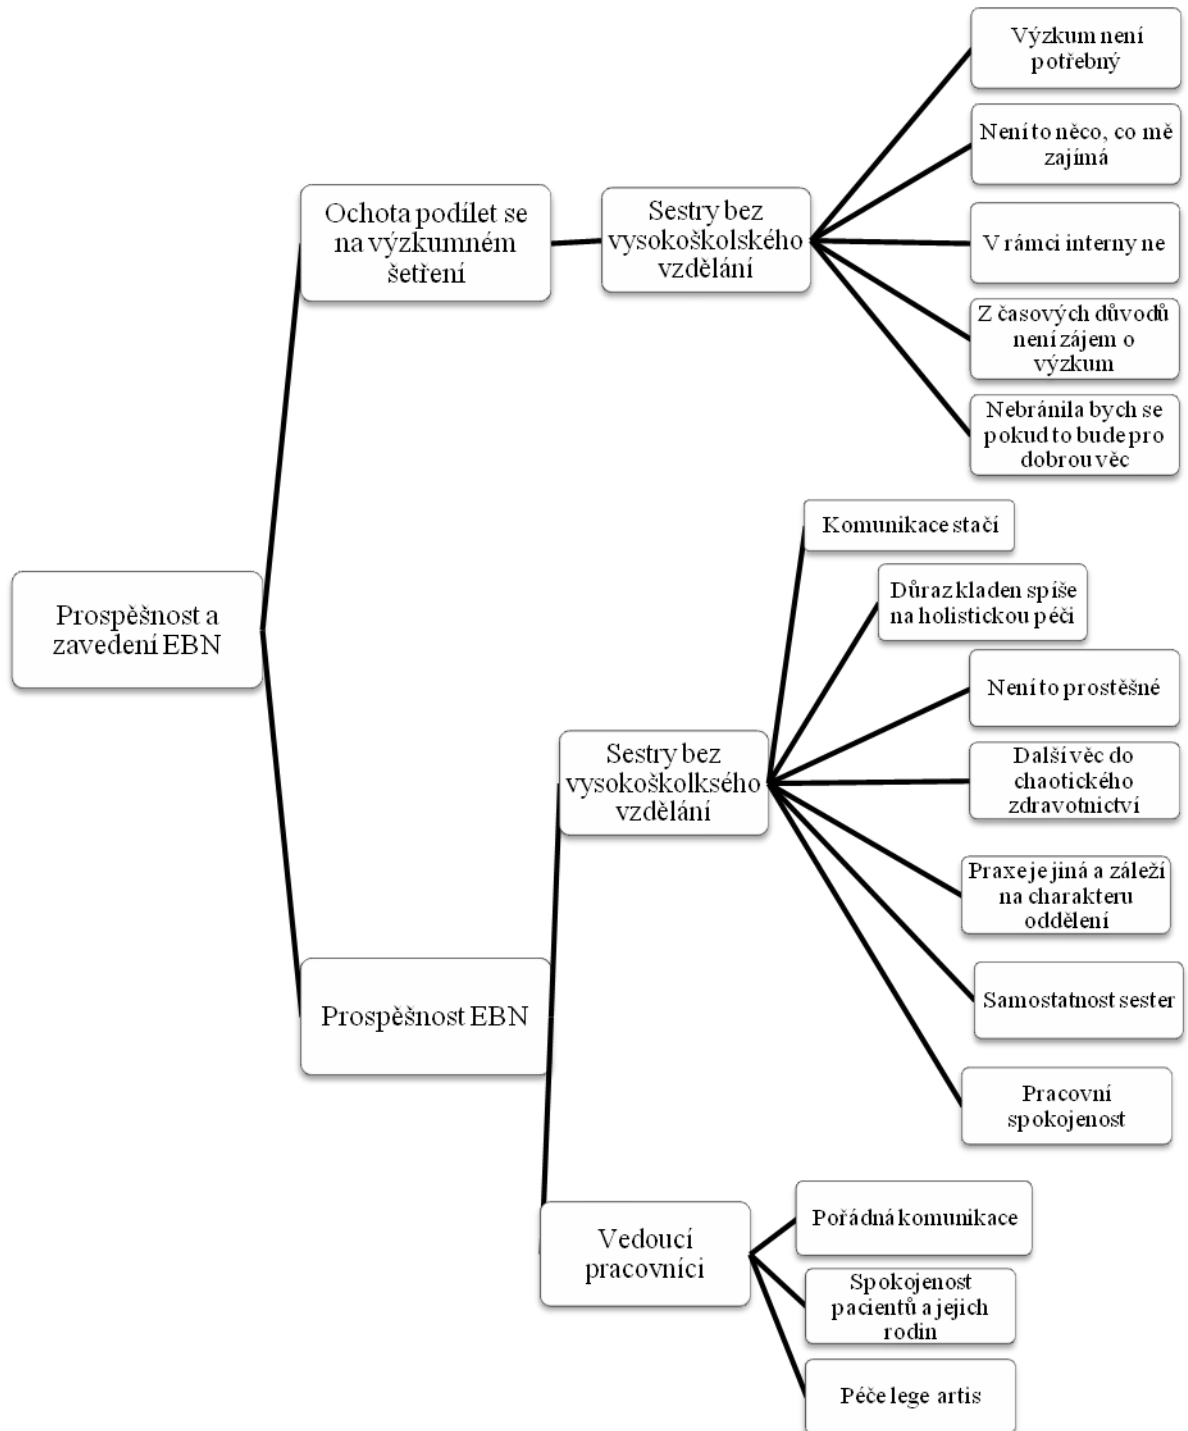 Výzkum není
potřebný
Není to něco, co mě
zajímá
Ochota podílet se
na výzkumném
šetření
Sestry bez
vysokoškolského
vzdělání
V rámci interny ne
Z časových důvodů
není zájem o
výzkum
Nebránila bych se
pokud to bude pro
dobrou věc
Prospěšnost a
zavedení EBN
Komunikace stačí
Důraz kladen spíše
na holistickou péči
Není to prostěšné
Sestry bez
vysokoškolksého
vzdělání
Další věc do
chaotického
zdravotnictví
Praxe je jiná a záleží
na charakteru
oddělení
Prospěšnost EBN
Samostatnost sester
Pracovní
spokojenost
Vedoucí
pracovníci
Pořádná komunikace
Spokojenost
pacientů a jejich
rodin
Péče lege artis